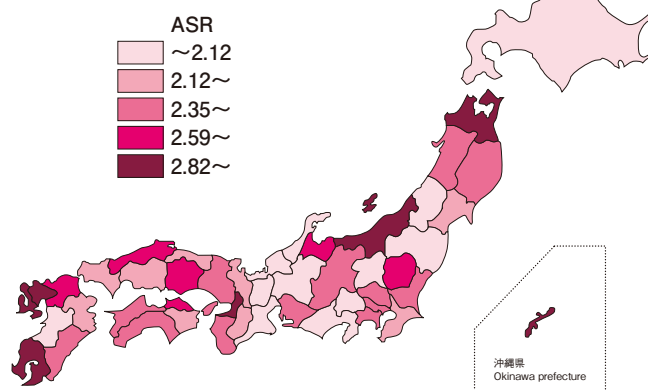 ASR
～2.12
2.12～
2.35～
2.59～
2.82～
沖縄県
Okinawa prefecture